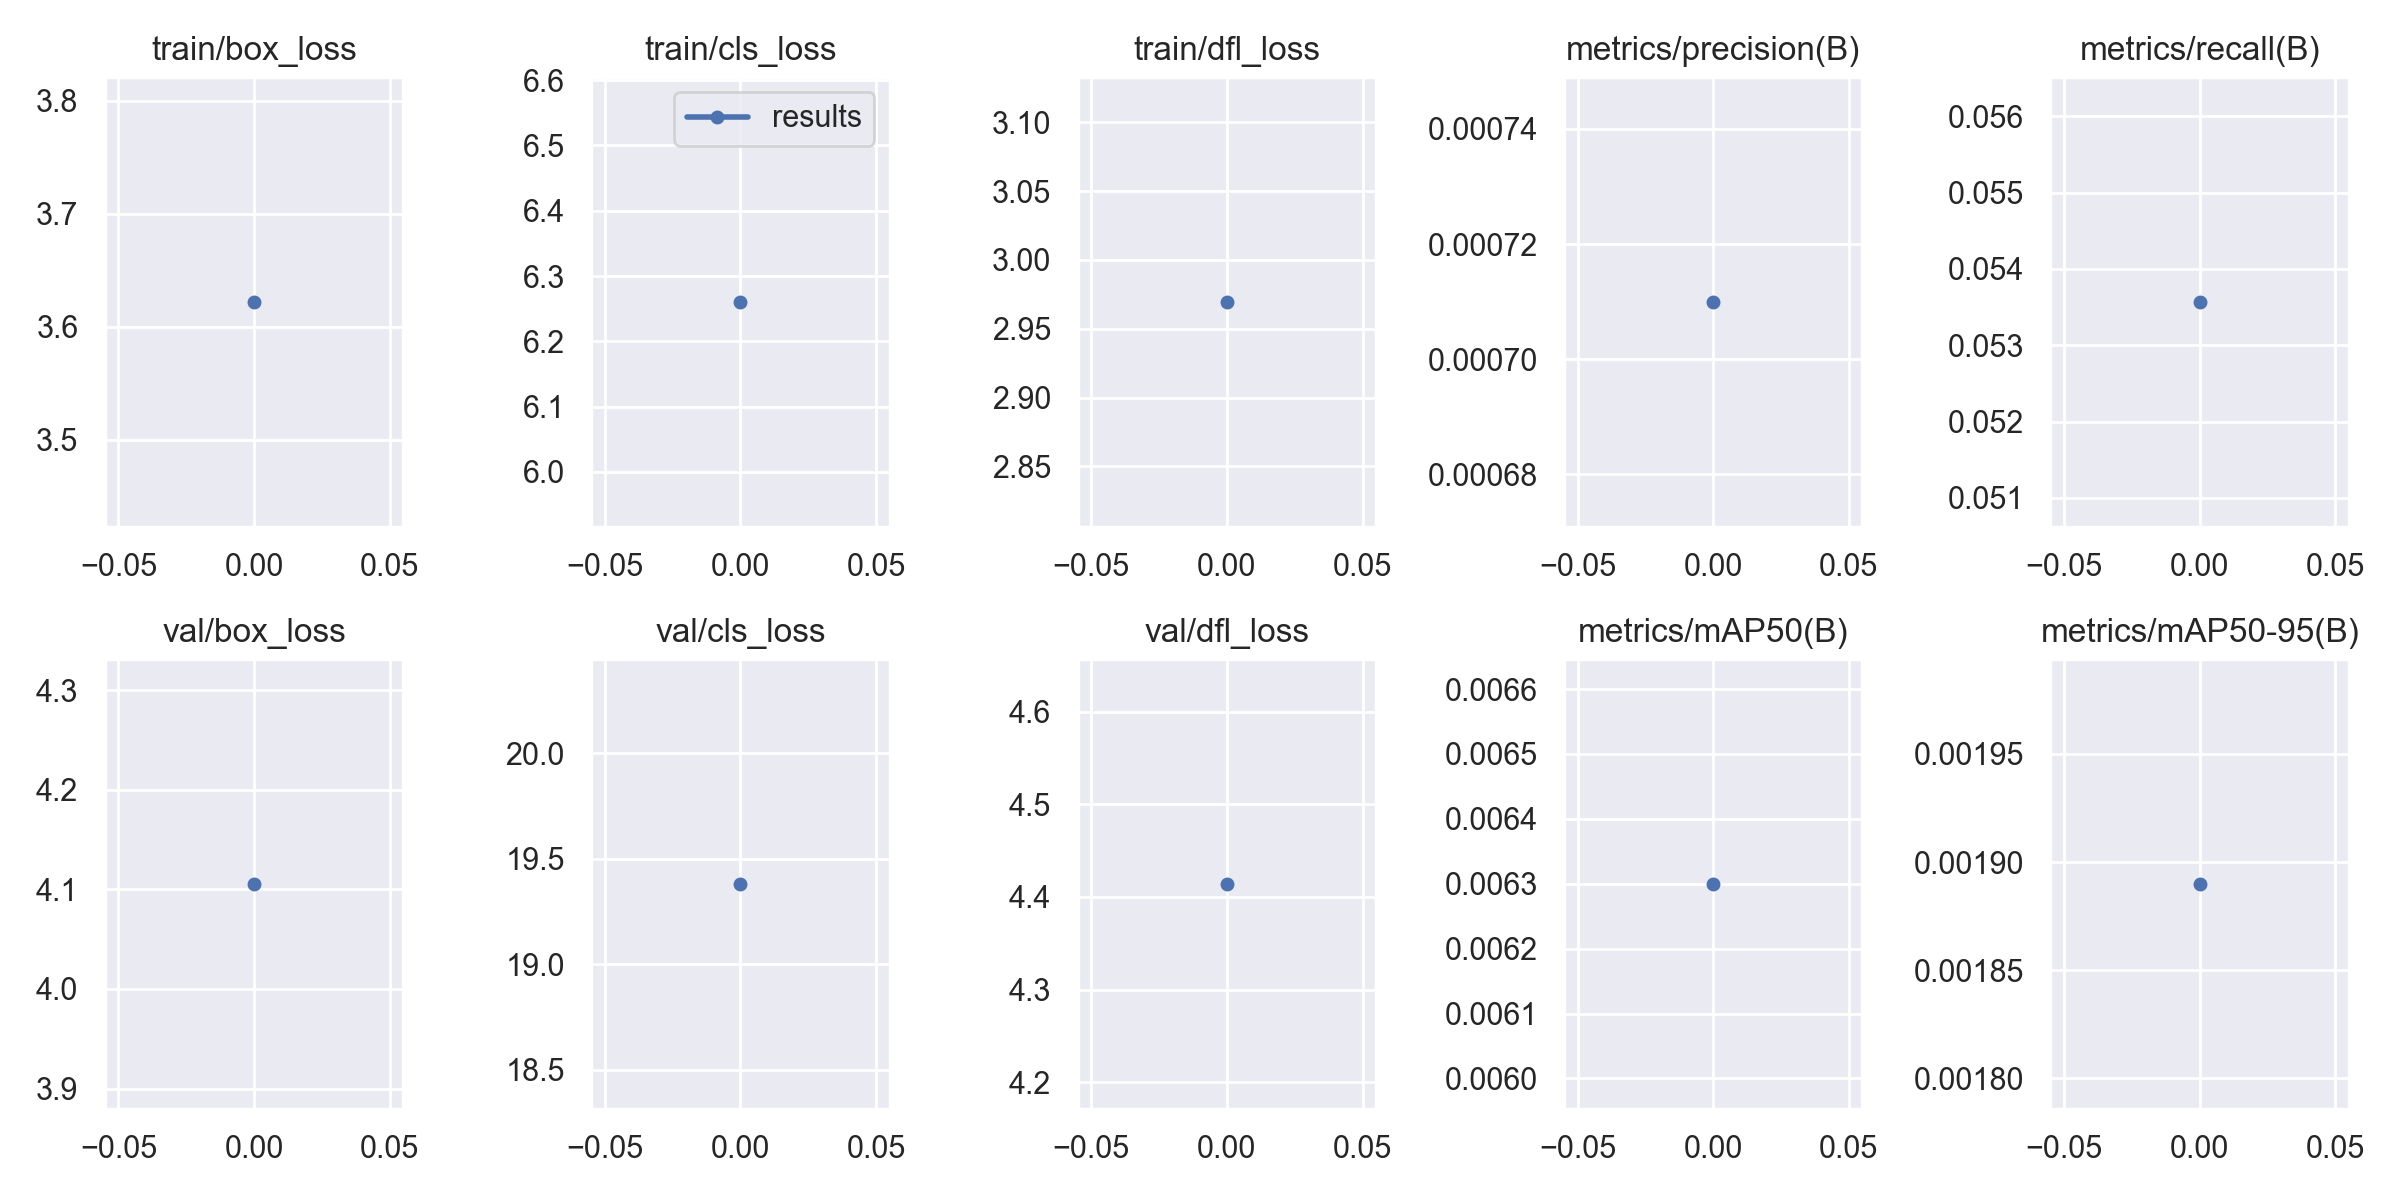 train/box_loss
3.8
3.7
3.6
3.5
−0.05 0.00 0.05
train/cls_loss
results
6.6
6.5
6.4
6.3
6.2
6.1
6.0
−0.05 0.00 0.05
train/dfl_loss
3.10
3.05
3.00
2.95
2.90
2.85
−0.05 0.00 0.05
metrics/precision(B)
0.00074
0.00072
0.00070
0.00068
−0.05 0.00 0.05
metrics/recall(B)
0.056
0.055
0.054
0.053
0.052
0.051
−0.05 0.00 0.05
val/box_loss
4.3
4.2
4.1
4.0
3.9
−0.05 0.00 0.05
val/cls_loss
20.0
19.5
19.0
18.5
−0.05 0.00 0.05
val/dfl_loss
4.6
4.5
4.4
4.3
4.2
−0.05 0.00 0.05
metrics/mAP50(B)
0.0066
0.0065
0.0064
0.0063
0.0062
0.0061
0.0060
−0.05 0.00 0.05
metrics/mAP50-95(B)
0.00195
0.00190
0.00185
0.00180
−0.05 0.00 0.05